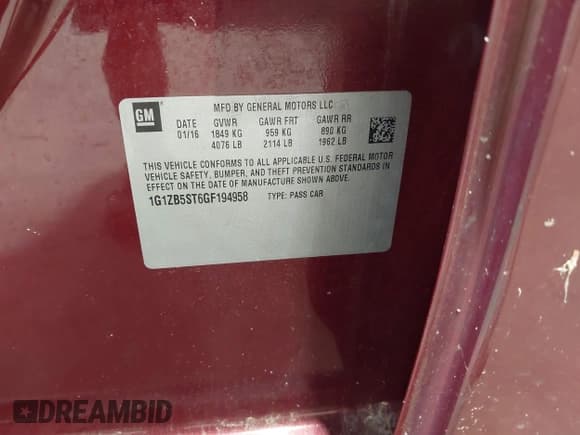 GM
MFD BY GENERAL MOTORS LLC
DATE GVWR GAWR FRT GAWR RR
01/16 1849 KG 959 KG 890 KG
4076 LB 2114 LB 1962 LB
THIS VEHICLE CONFORMS TO ALL APPLICABLE U.S. FEDERAL MOTOR
VEHICLE SAFETY, BUMPER, AND THEFT PREVENTION STANDARDS IN
EFFECT ON THE DATE OF MANUFACTURE SHOWN ABOVE.
1G1ZB5ST6GF194958 TYPE: PASS CAR
DREAMBID